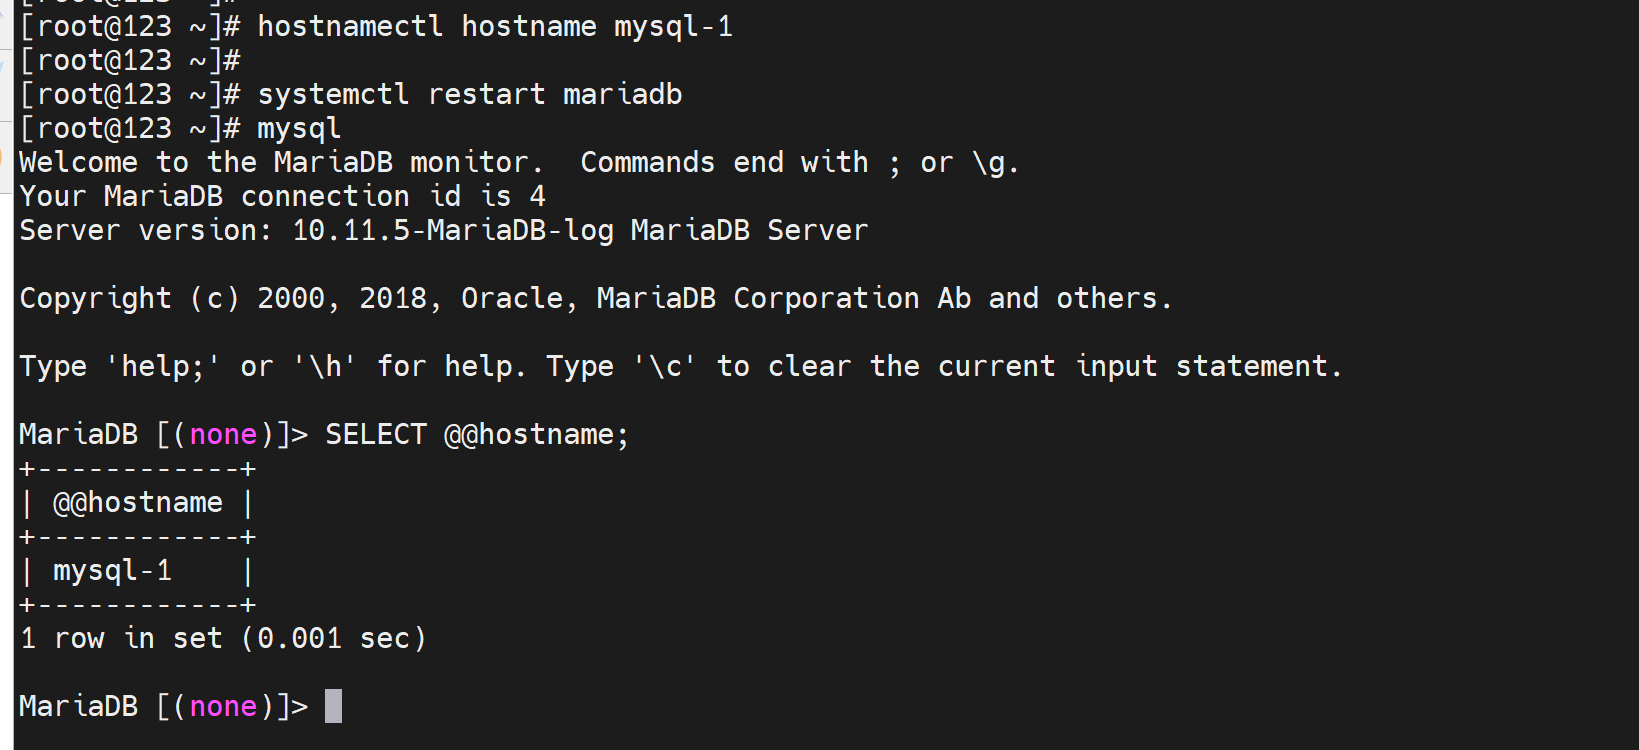 [root@123 ~]#
[root@123 ~]# hostnamectl hostname mysql-1
[root@123 ~]#
[root@123 ~]# systemctl restart mariadb
[root@123 ~]# mysql
Welcome to the MariaDB monitor.  Commands end with ; or \g.
Your MariaDB connection id is 4
Server version: 10.11.5-MariaDB-log MariaDB Server

Copyright (c) 2000, 2018, Oracle, MariaDB Corporation Ab and others.

Type 'help;' or '\h' for help. Type '\c' to clear the current input statement.

MariaDB [(none)]> SELECT @@hostname;
+------------+
| @@hostname |
+------------+
| mysql-1    |
+------------+
1 row in set (0.001 sec)

MariaDB [(none)]>